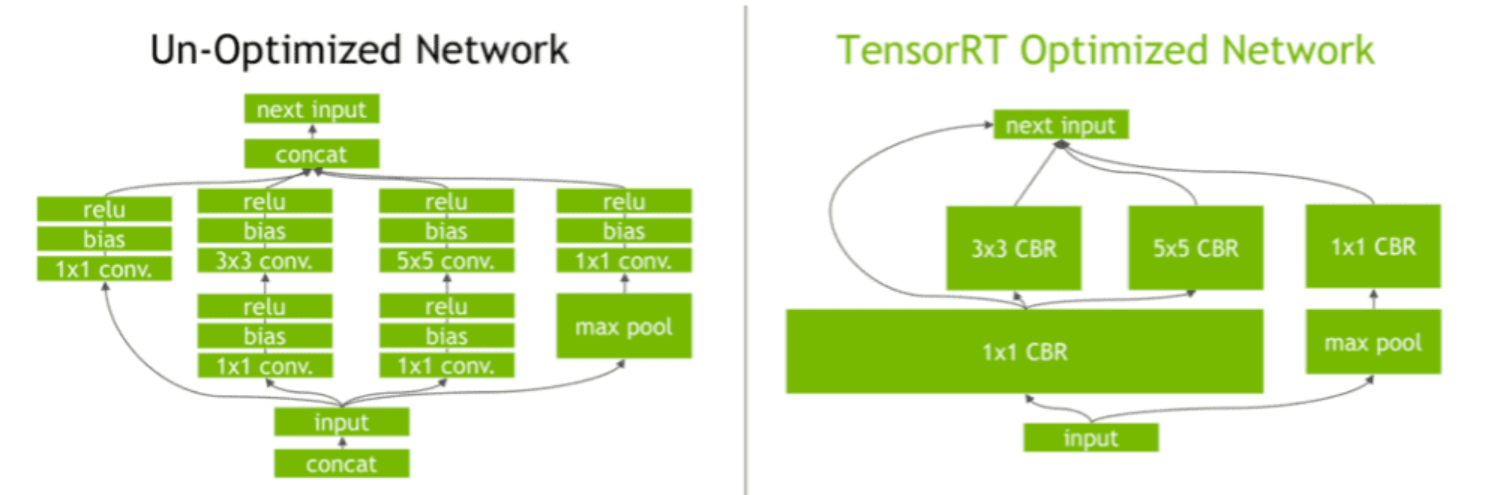 Un-Optimized Network
next input
concat
relu
bias
1x1 conv.
relu
bias
3x3 conv.
relu
bias
5x5 conv.
relu
bias
1x1 conv.
relu
bias
1x1 conv.
relu
bias
1x1 conv.
max pool
input
concat
TensorRT Optimized Network
next input
3x3 CBR
5x5 CBR
1x1 CBR
1x1 CBR
max pool
input